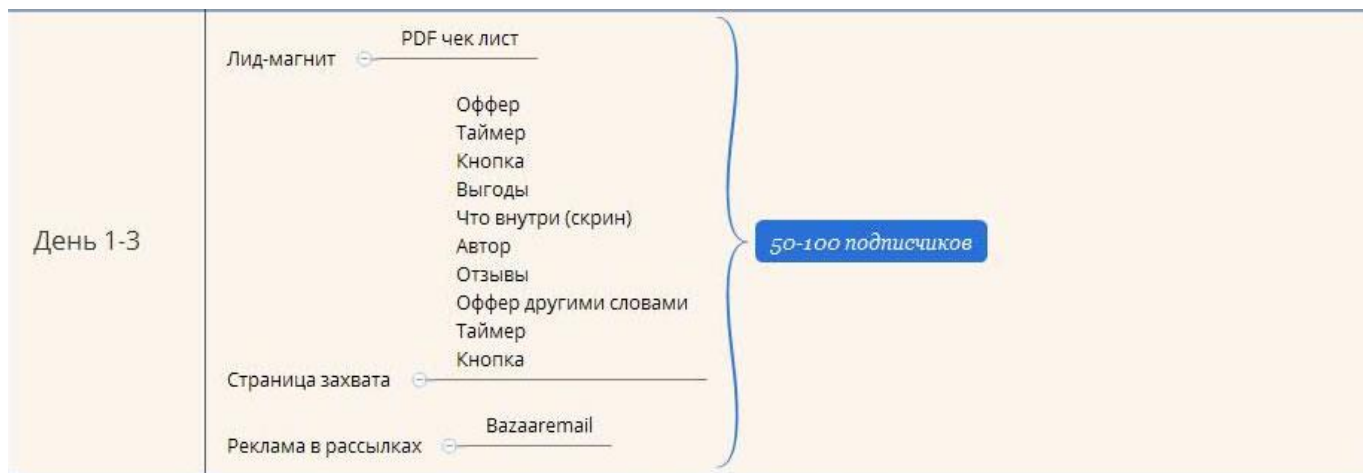 День 1-3
Лид-магнит
PDF чек лист
Страница захвата
Оффер
Таймер
Кнопка
Выгоды
Что внутри (скрин)
Автор
Отзывы
Оффер другими словами
Таймер
Кнопка
Реклама в рассылках
Bazaaremail
50-100 подписчиков